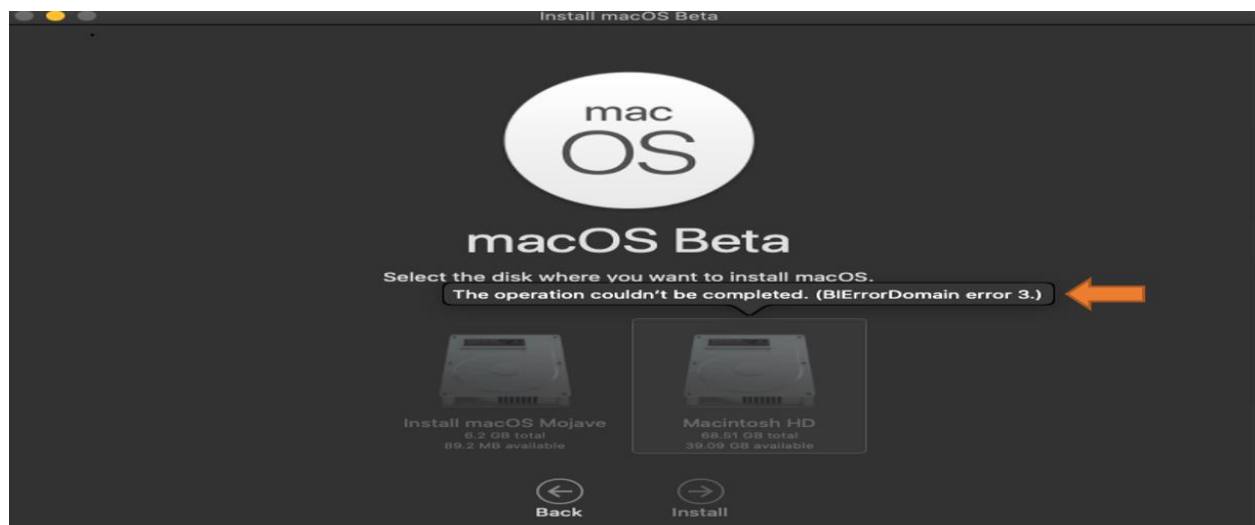 Install macOS Beta
mac
OS
macOS Beta
Select the disk where you want to install macOS.
The operation couldn't be completed. (BIErrorDomain error 3.)
Install macOS Mojave
6.2 GB total
89.2 MB available
Macintosh HD
68.51 GB total
39.09 GB available
Back
Install